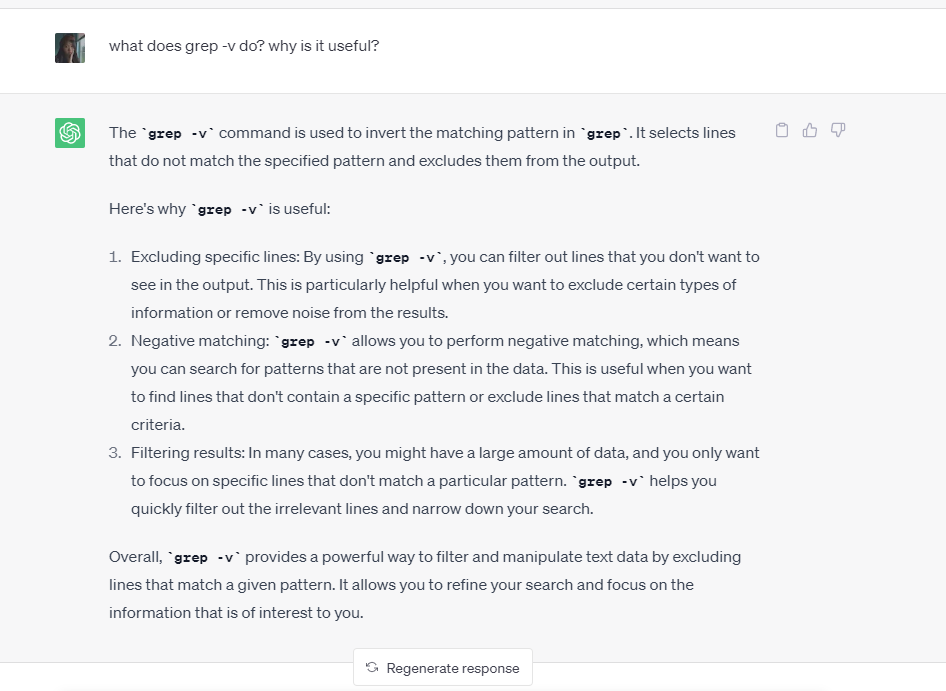 what does grep -v do? why is it useful?
The `grep -v` command is used to invert the matching pattern in `grep`. It selects lines
that do not match the specified pattern and excludes them from the output.
Here's why `grep -v` is useful:
1. Excluding specific lines: By using `grep -v`, you can filter out lines that you don't want to
see in the output. This is particularly helpful when you want to exclude certain types of
information or remove noise from the results.
2. Negative matching: `grep -v` allows you to perform negative matching, which means
you can search for patterns that are not present in the data. This is useful when you want
to find lines that don't contain a specific pattern or exclude lines that match a certain
criteria.
3. Filtering results: In many cases, you might have a large amount of data, and you only want
to focus on specific lines that don't match a particular pattern. `grep -v` helps you
quickly filter out the irrelevant lines and narrow down your search.
Overall, `grep -v` provides a powerful way to filter and manipulate text data by excluding
lines that match a given pattern. It allows you to refine your search and focus on the
information that is of interest to you.
Regenerate response